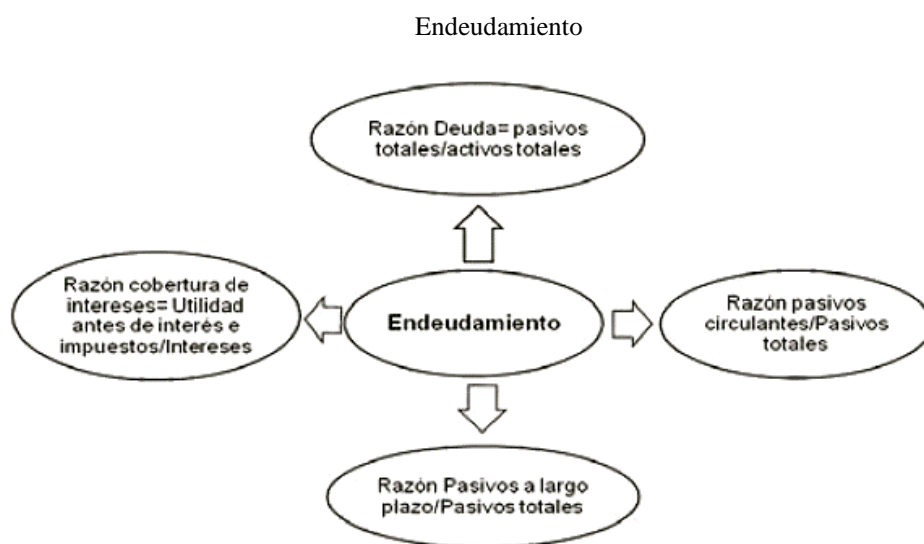 Endeudamiento
Razón Deuda= pasivos
totales/activos totales
Razón cobertura de
intereses= Utilidad
antes de interés e
impuestos/Intereses
Endeudamiento
Razón pasivos
circulantes/Pasivos
totales
Razón Pasivos a largo
plazo/Pasivos totales